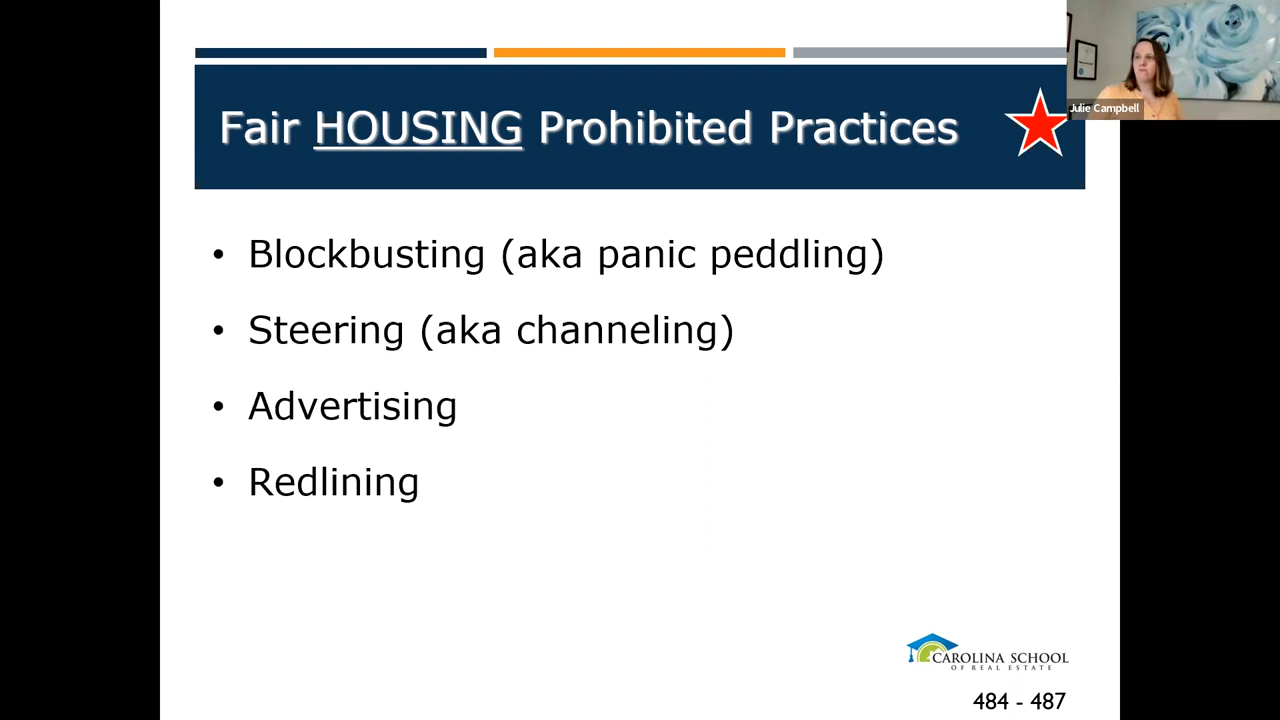 Fair HOUSING Prohibited Practices
Julie Campbell
• Blockbusting (aka panic peddling)
• Steering (aka channeling)
• Advertising
• Redlining
CAROLINA SCHOOL
OF REAL ESTATE
484 - 487